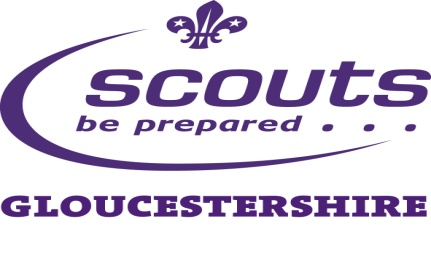 scouts
be prepared . . .
GLOUCESTERSHIRE